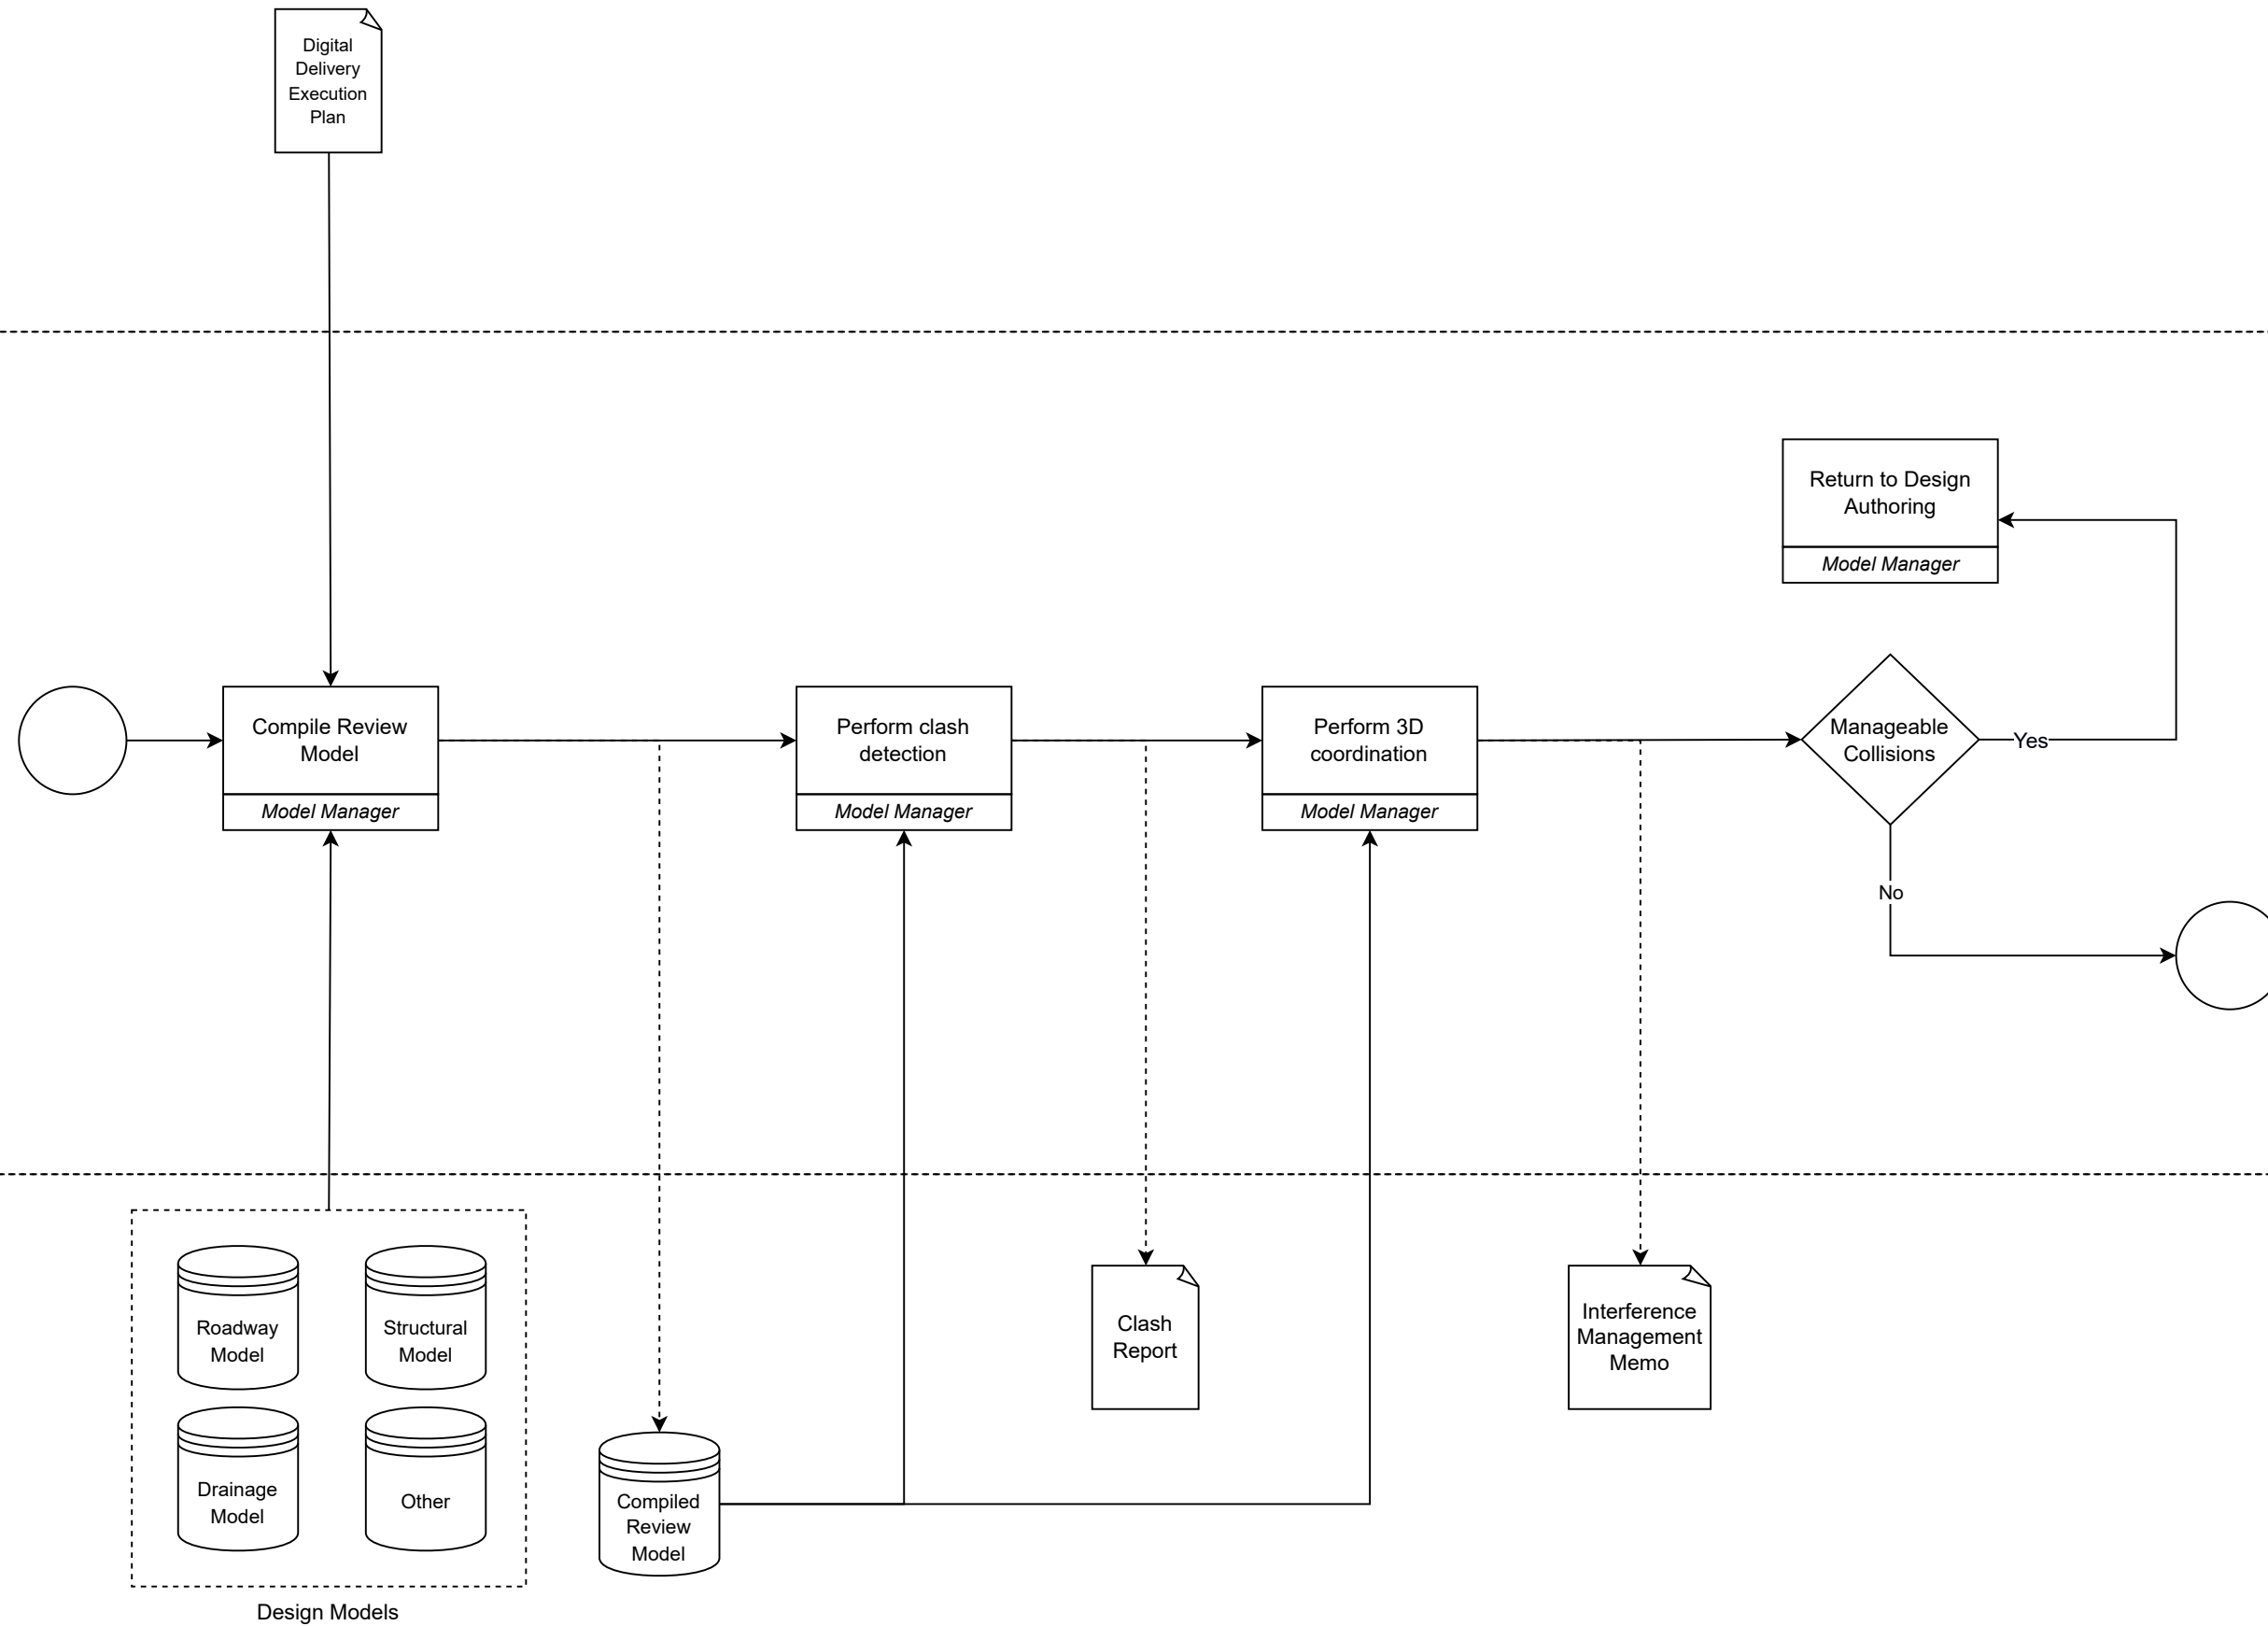 Digital
Delivery
Execution
Plan
Return to Design
Authoring
Model Manager
Compile Review
Model
Model Manager
Perform clash
detection
Model Manager
Perform 3D
coordination
Model Manager
Manageable
Collisions
Yes
No
Roadway
Model
Structural
Model
Drainage
Model
Other
Design Models
Compiled
Review
Model
Clash
Report
Interference
Management
Memo